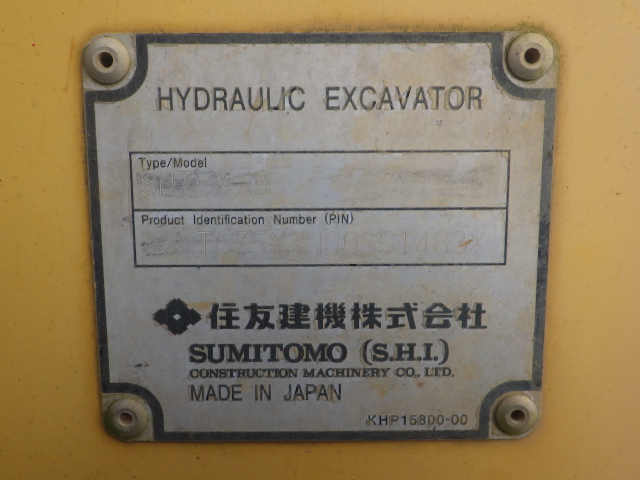 HYDRAULIC EXCAVATOR
Type/Model
Product Identification Number (PIN)
住友建機株式会社
SUMITOMO (S.H.I.)
CONSTRUCTION MACHINERY CO., LTD.
MADE IN JAPAN
KHP15800-00